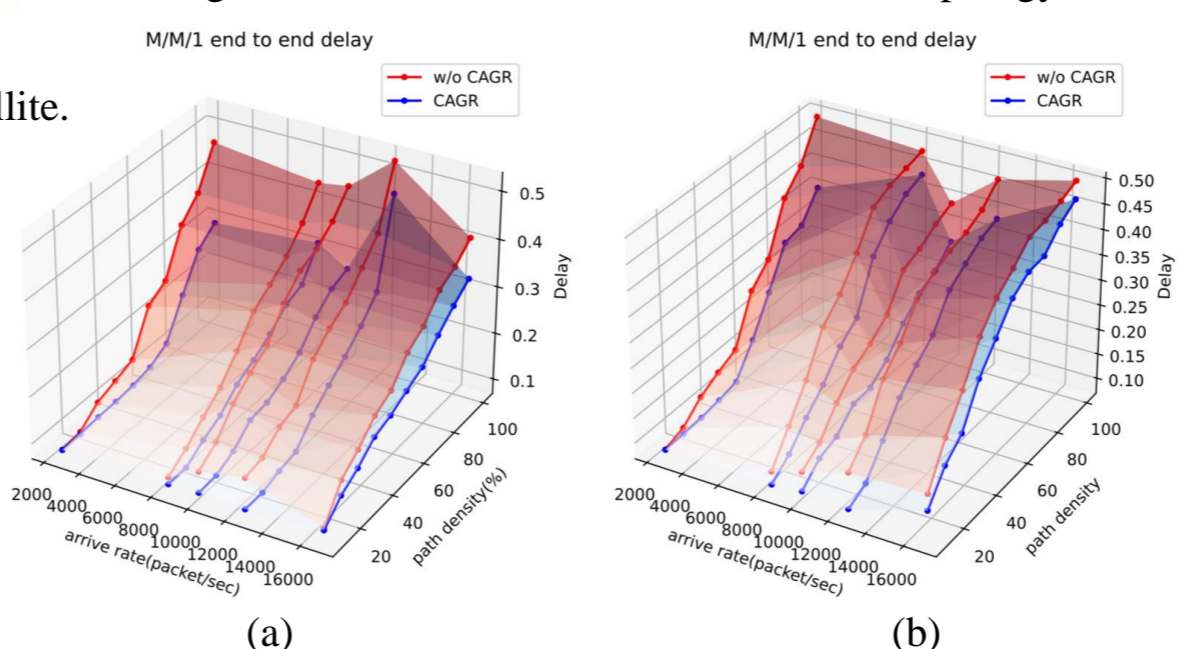 M/M/1 end to end delay
w/o CAGR
CAGR
llite.
0.5
0.4
0.3
0.2
0.1
Delay
100
80
60
40
20
path density(%)
2000
4000
6000
8000
10000
12000
14000
16000
arrive rate(packet/sec)
(a)
M/M/1 end to end delay
w/o CAGR
CAGR
0.50
0.45
0.40
0.35
0.30
0.25
0.20
0.15
0.10
Delay
100
80
60
40
20
path density
2000
4000
6000
8000
10000
12000
14000
16000
arrive rate(packet/sec)
(b)